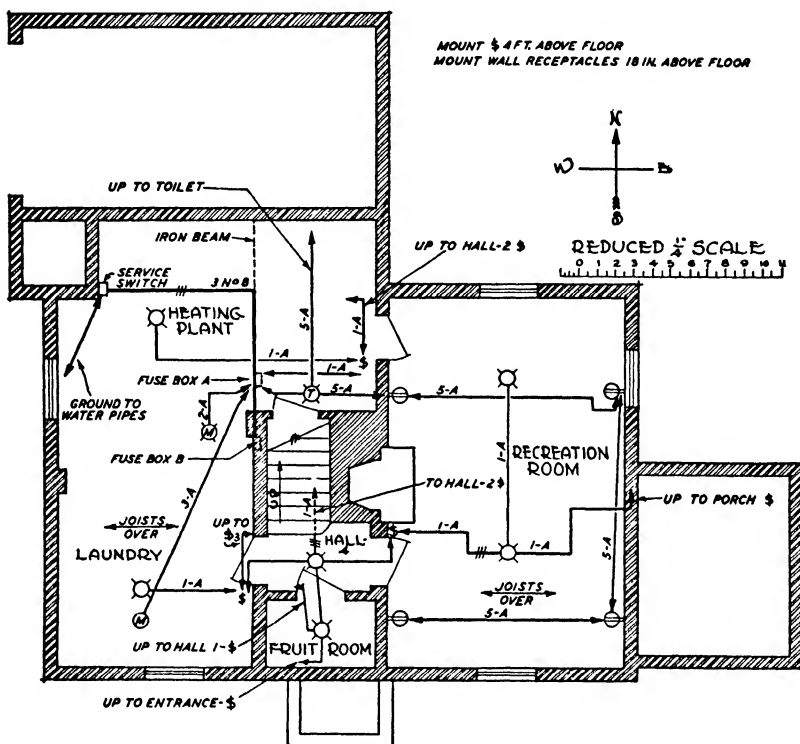 MOUNT $ 4 FT. ABOVE FLOOR
MOUNT WALL RECEPTACLES 18 IN. ABOVE FLOOR
N
W
E
S
UP TO TOILET
IRON BEAM
UP TO HALL-2 $
REDUCED 1/4" SCALE
0 1 2 3 4 5 6 7 8 9 10 11
SERVICE
SWITCH
3 No 8
HEATING
PLANT
5-A
1-A
$
1-A
1-A
FUSE BOX A
T
5-A
5-A
GROUND TO
WATER PIPES
2-A
M
FUSE BOX B
1-A
RECREATION
ROOM
UP
TO HALL-2 $
UP TO PORCH $
3-A
1-A
JOISTS
OVER
UP TO
$3
HALL
$
1-A
1-A
5-A
LAUNDRY
1-A
$
JOISTS
OVER
M
5-A
UP TO HALL 1-$
FRUIT ROOM
UP TO ENTRANCE-$